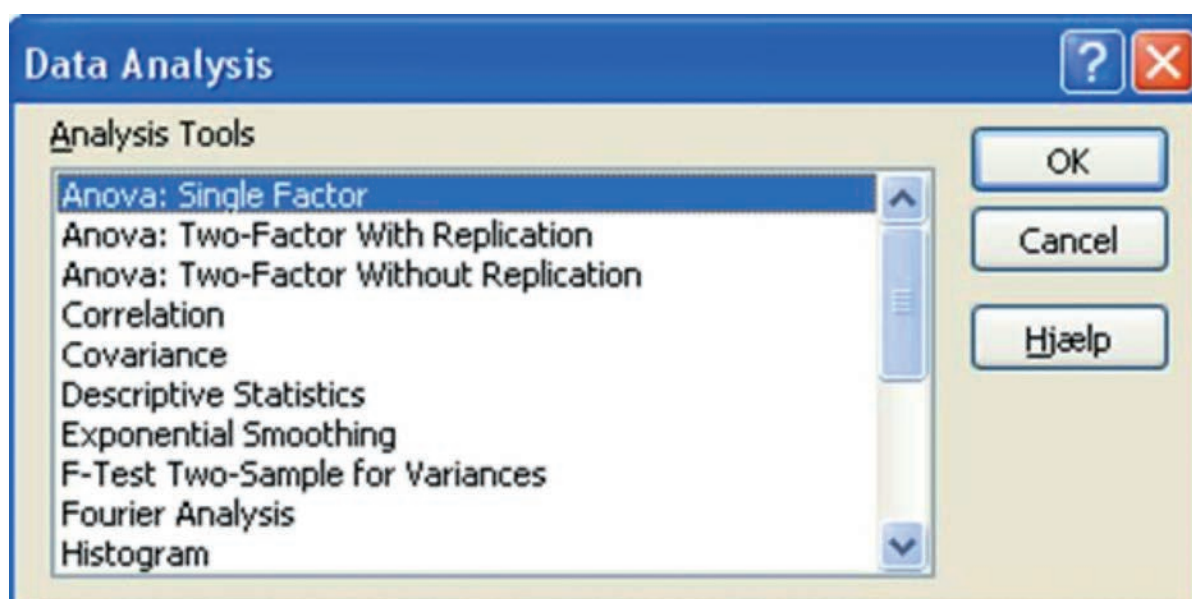 Data Analysis
Analysis Tools
Anova: Single Factor
Anova: Two-Factor With Replication
Anova: Two-Factor Without Replication
Correlation
Covariance
Descriptive Statistics
Exponential Smoothing
F-Test Two-Sample for Variances
Fourier Analysis
Histogram
OK
Cancel
Hjælp